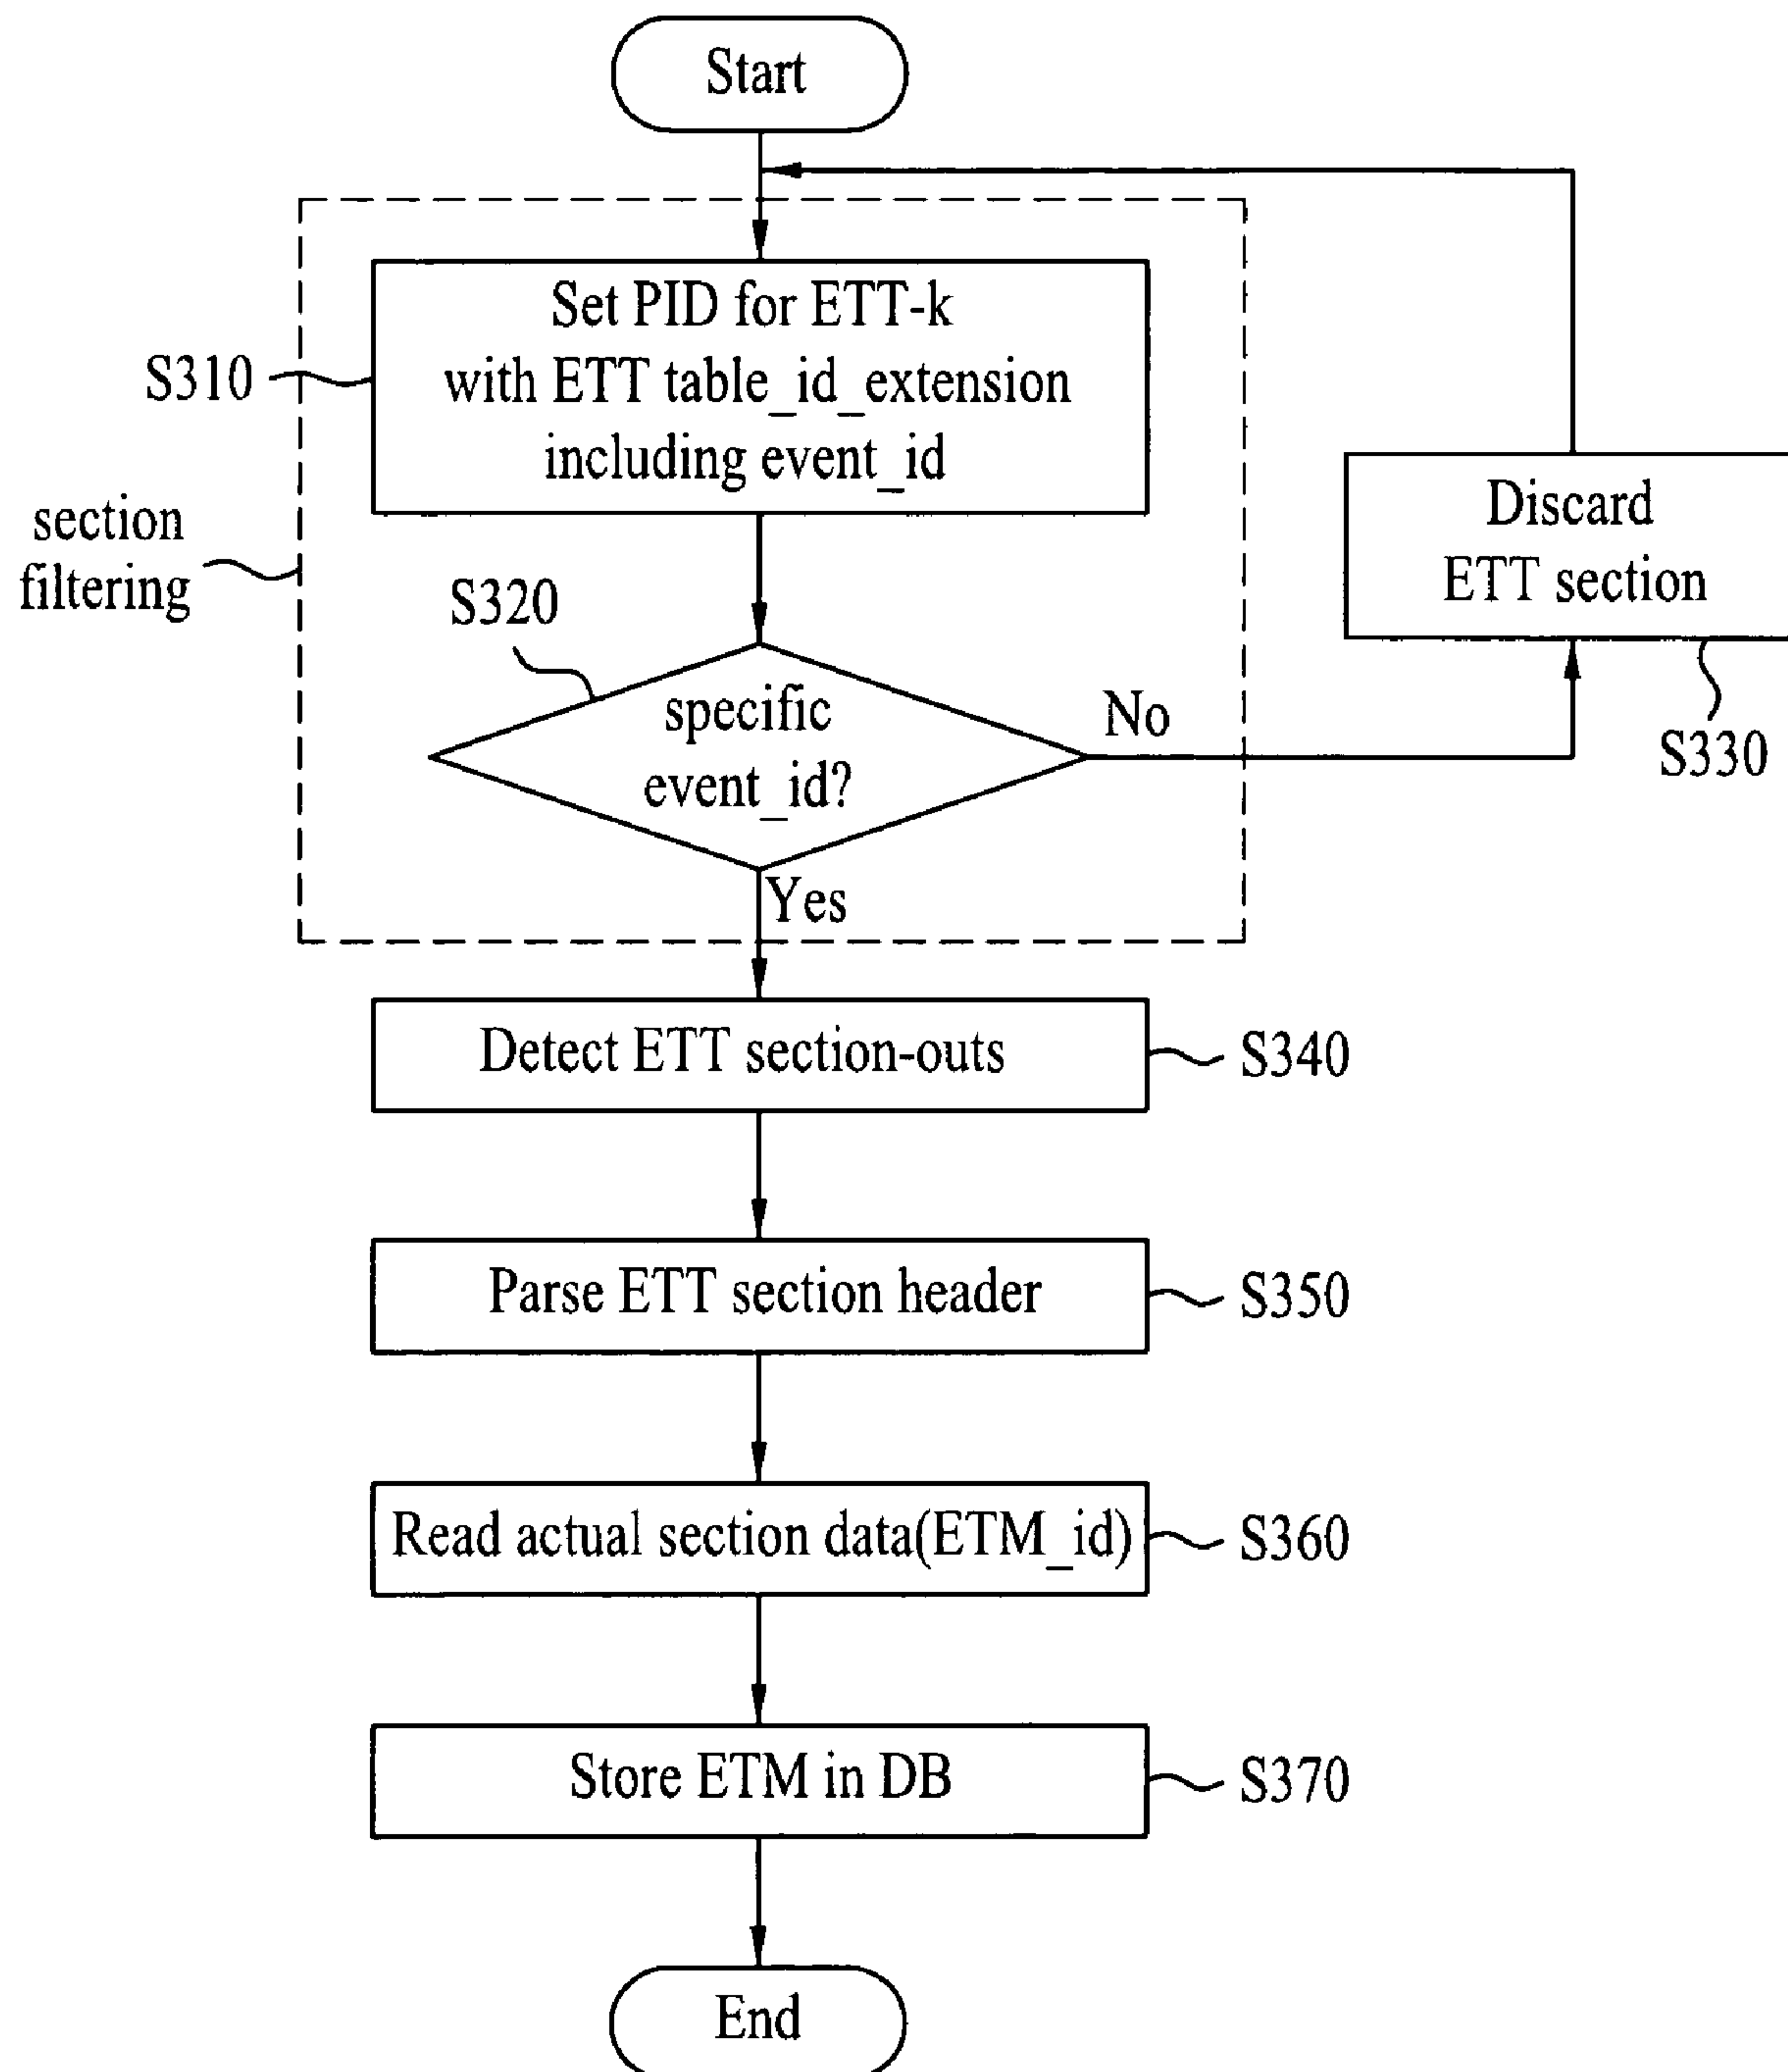 Start
Set PID for ETT-k
with ETT table_id_extension
including event_id
S310
section
filtering
S320
specific
event_id?
No
Yes
Discard
ETT section
S330
Detect ETT section-outs
S340
Parse ETT section header
S350
Read actual section data(ETM_id)
S360
Store ETM in DB
S370
End